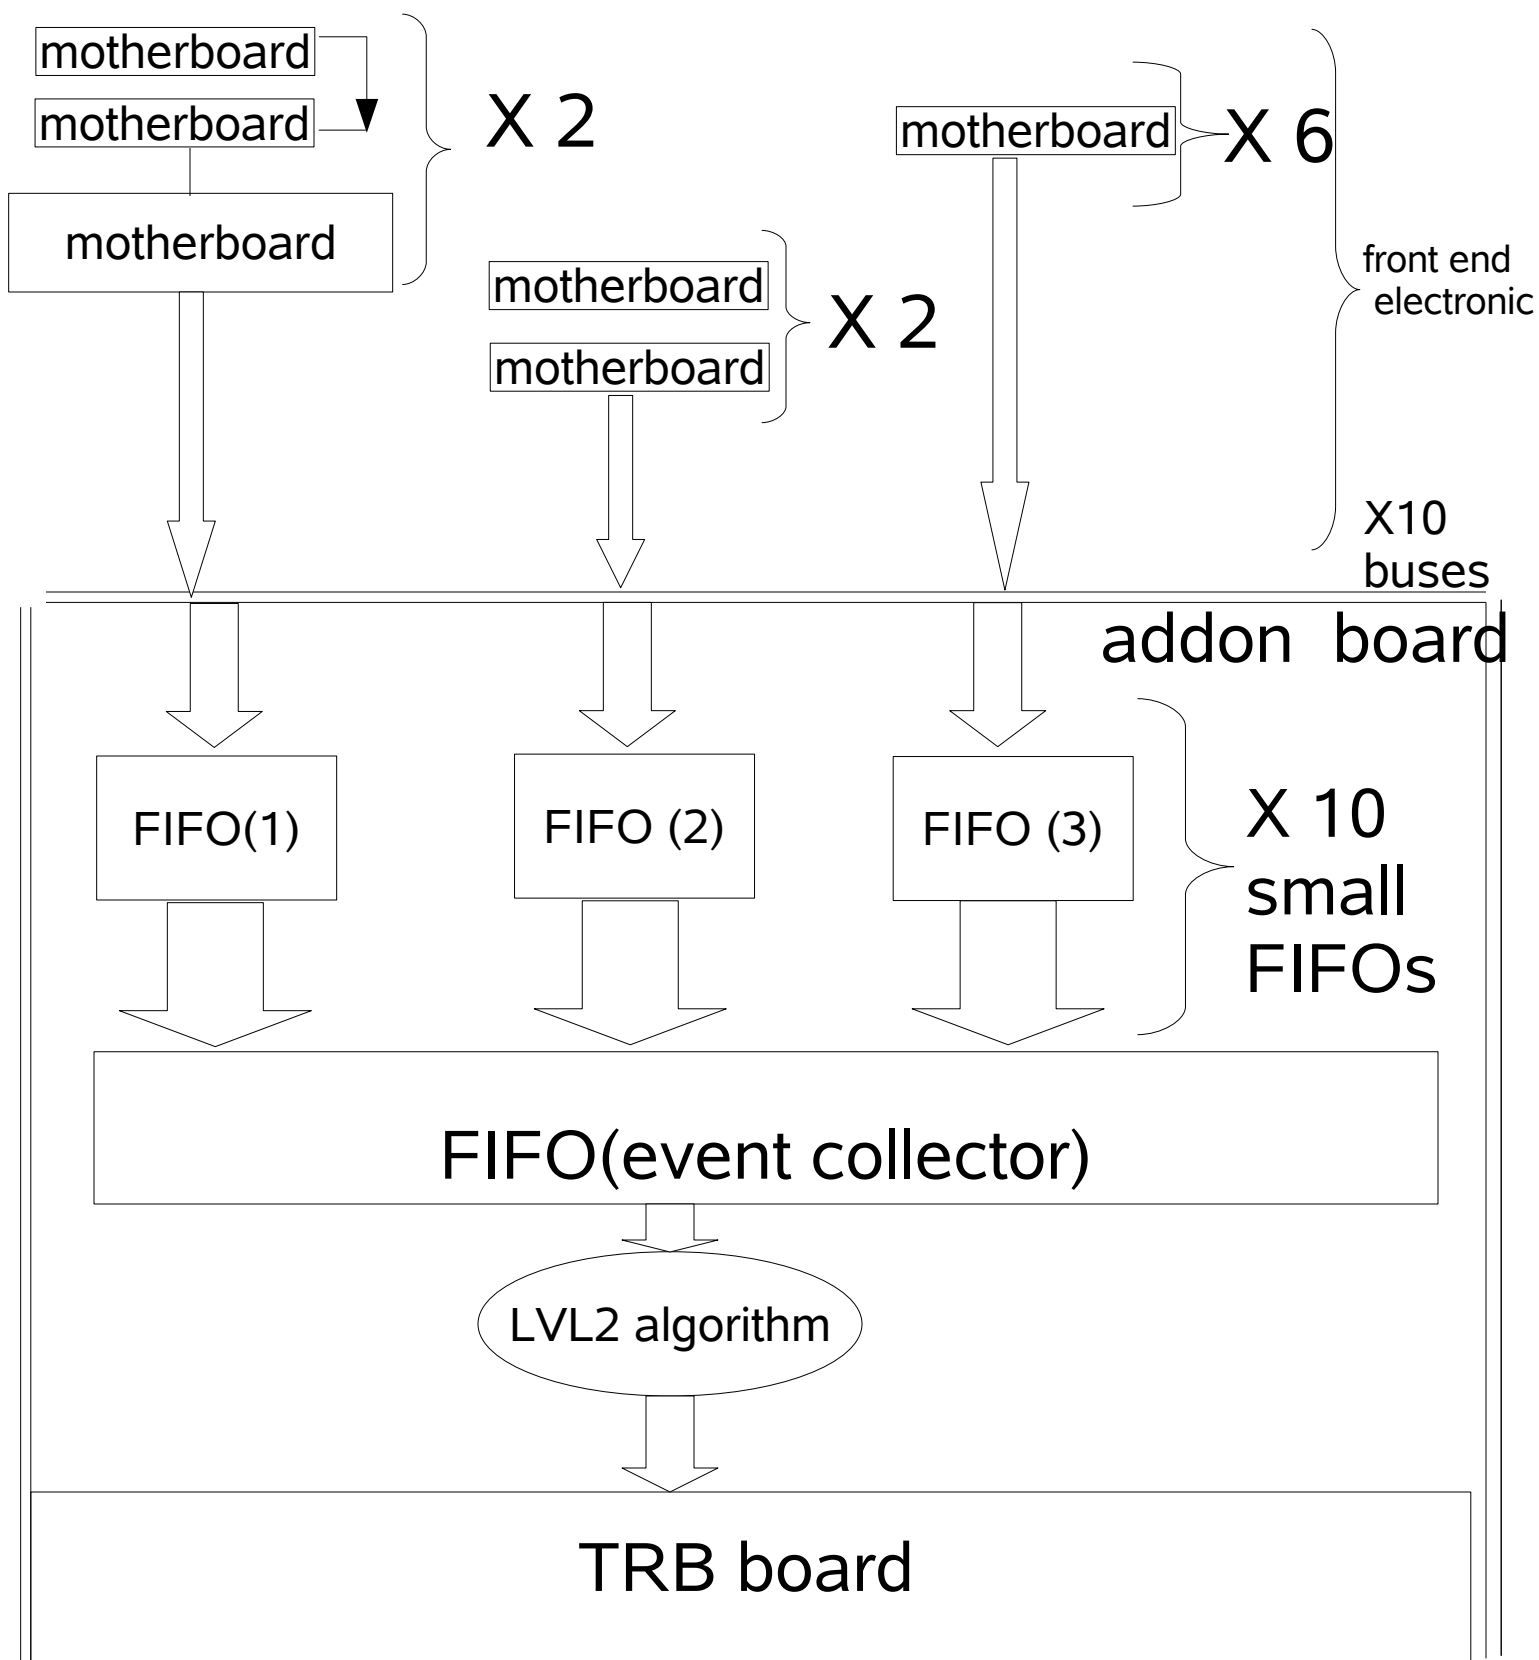 motherboard
motherboard
motherboard
X 2
motherboard
motherboard
X 2
motherboard
X 6
front end
electronic
X10
buses
addon board
FIFO(1)
FIFO (2)
FIFO (3)
X 10
small
FIFOs
FIFO(event collector)
LVL2 algorithm
TRB board